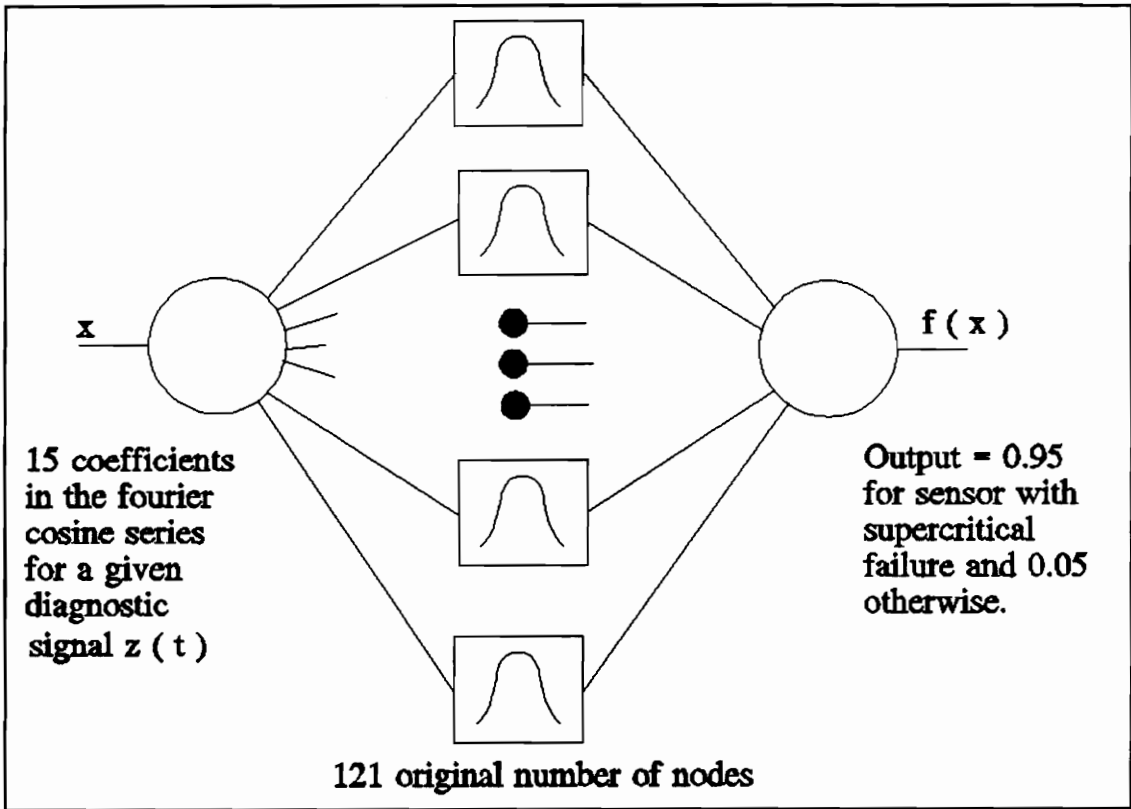 x
f ( x )
15 coefficients
in the fourier
cosine series
for a given
diagnostic
signal z ( t )
Output = 0.95
for sensor with
supercritical
failure and 0.05
otherwise.
121 original number of nodes